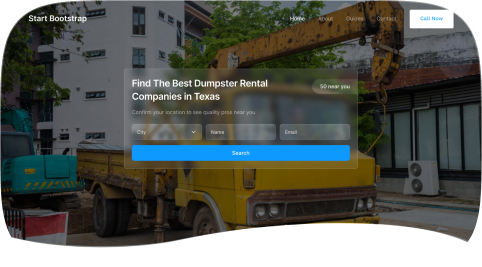 Start Bootstrap
Home About Guides Contact Call Now
Find The Best Dumpster Rental
Companies in Texas
50 near you
Confirm your location to see quality pros near you.
City Name Email
Search